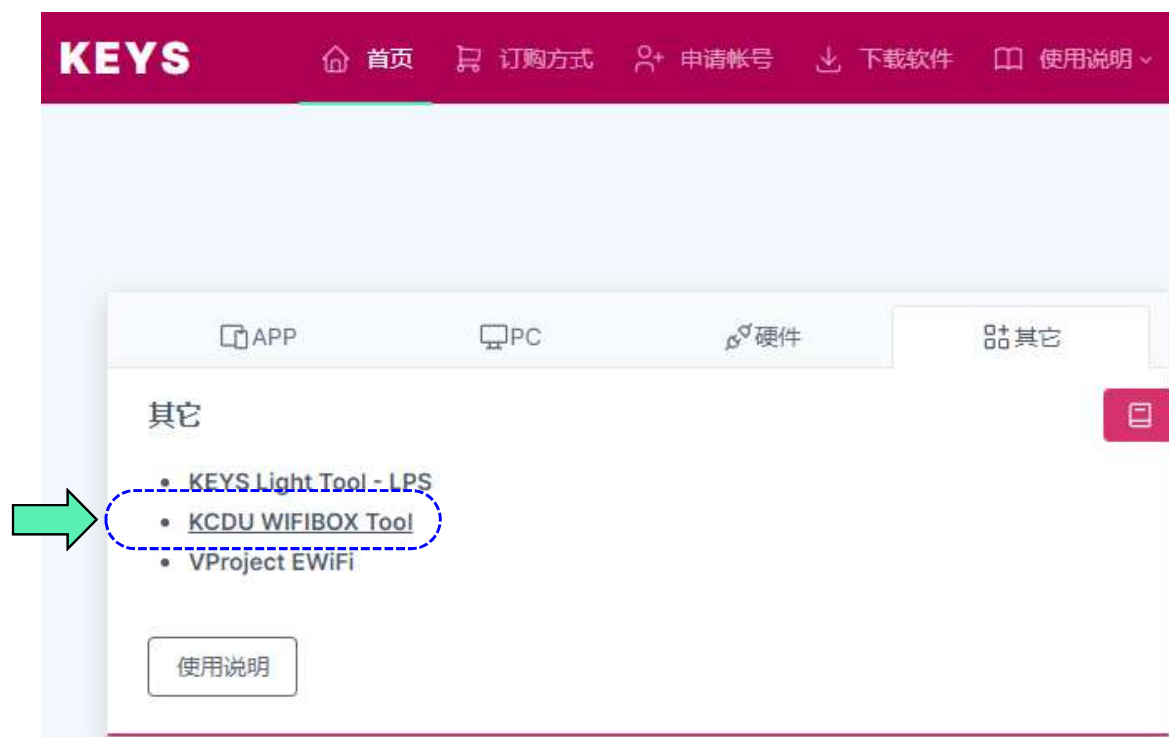 KEYS 首页 订购方式 申请帐号 下载软件 使用说明
APP PC 硬件 其它
其它
• KEYS Light Tool - LPS
• KCDU WIFIBOX Tool
• VProject EWiFi
使用说明